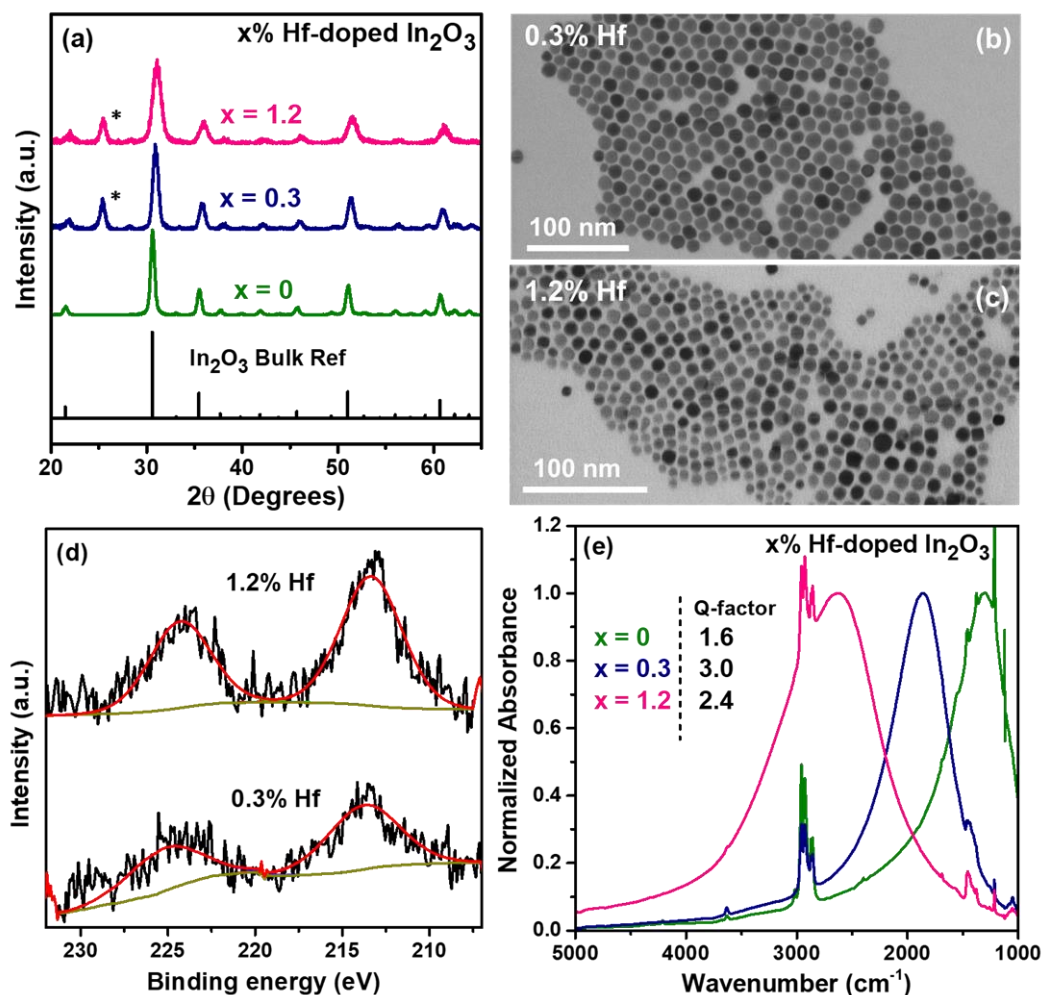 (a)
x% Hf-doped In₂O₃
x = 1.2
*
x = 0.3
*
x = 0
In₂O₃ Bulk Ref
Intensity (a.u.)
20 30 40 50 60
2θ (Degrees)
0.3% Hf
(b)
100 nm
1.2% Hf
(c)
100 nm
(d)
1.2% Hf
0.3% Hf
Intensity (a.u.)
230 225 220 215 210
Binding energy (eV)
(e)
x% Hf-doped In₂O₃
Q-factor
x = 0 1.6
x = 0.3 3.0
x = 1.2 2.4
Normalized Absorbance
1.2
1.0
0.8
0.6
0.4
0.2
0.0
5000 4000 3000 2000 1000
Wavenumber (cm⁻¹)